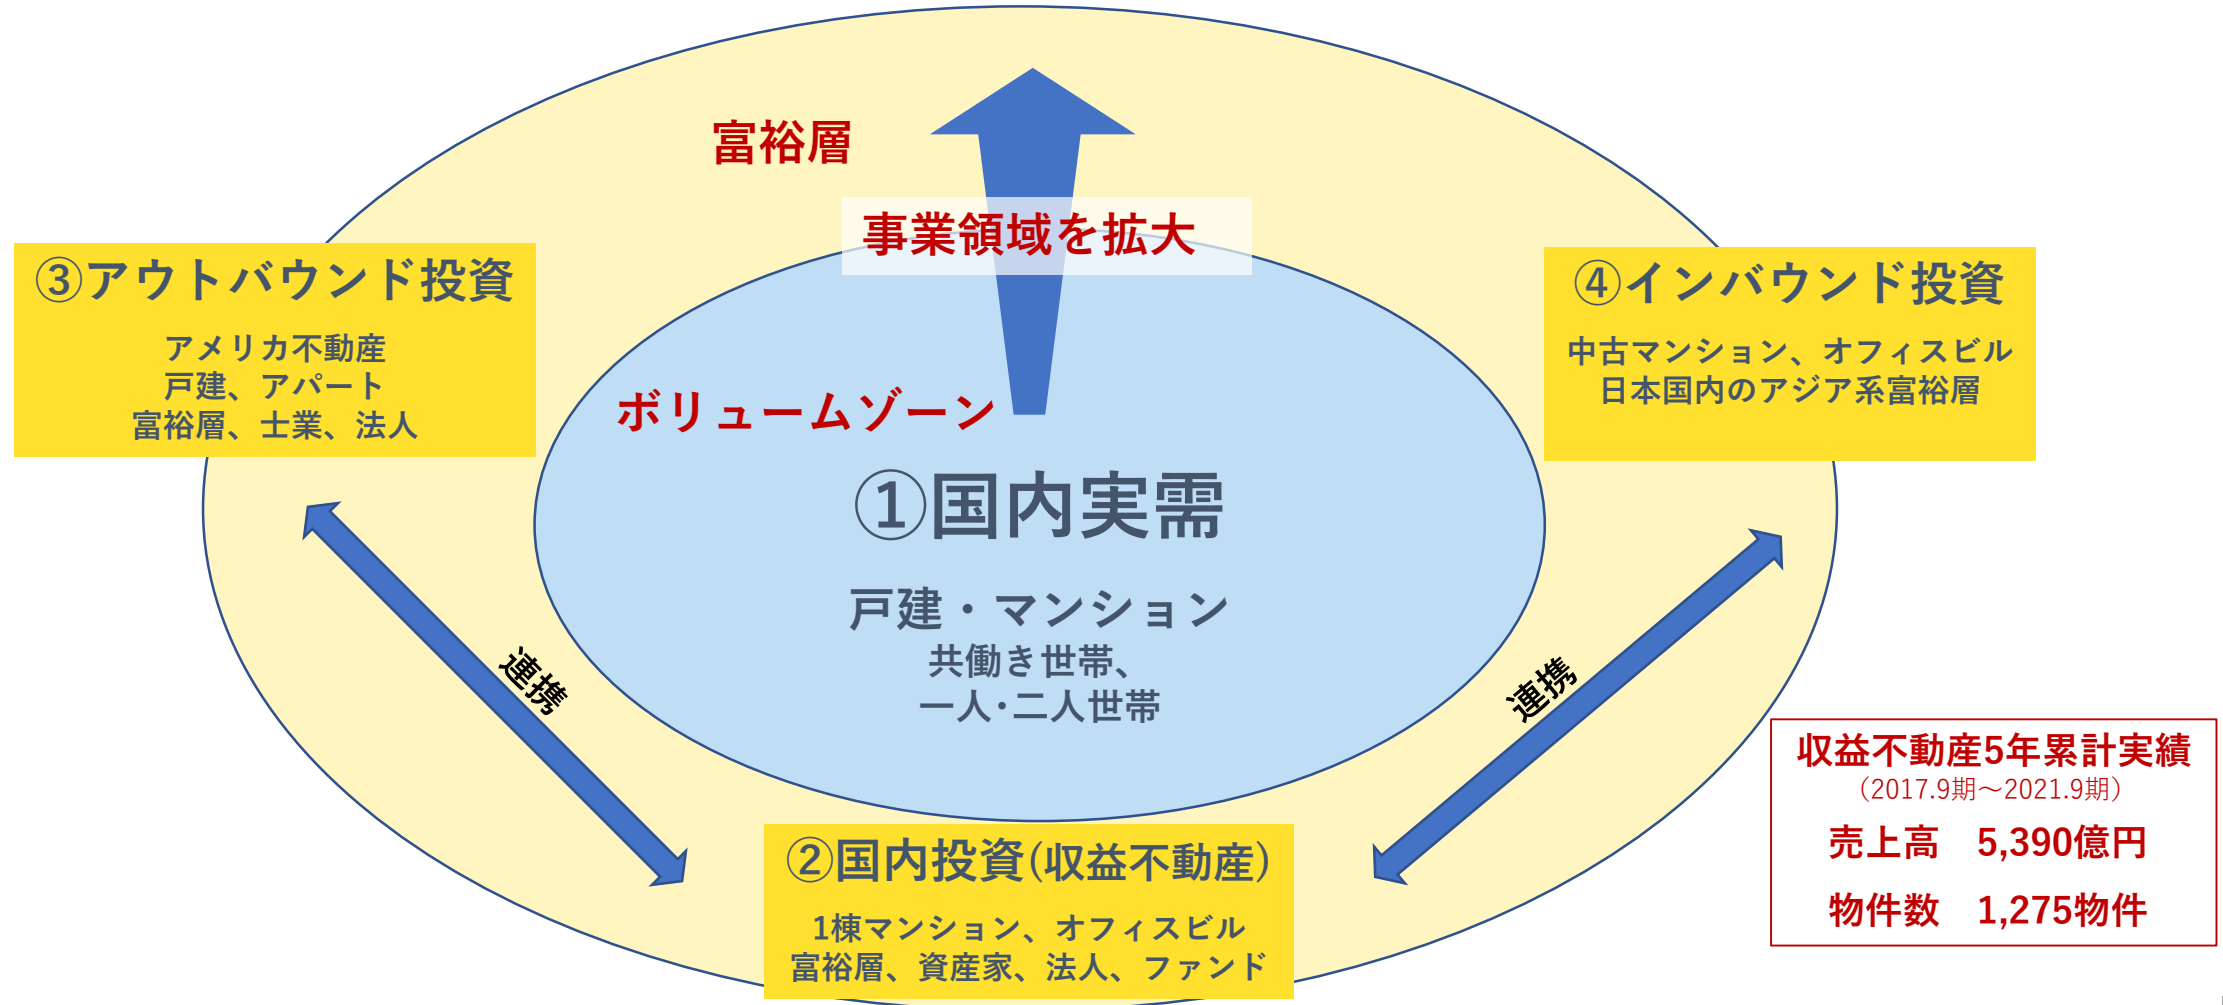 富裕層
事業領域を拡大
③アウトバウンド投資
アメリカ不動産
戸建、アパート
富裕層、士業、法人
④インバウンド投資
中古マンション、オフィスビル
日本国内のアジア系富裕層
ボリュームゾーン
①国内実需
戸建・マンション
共働き世帯、
一人･二人世帯
連携
連携
②国内投資(収益不動産)
1棟マンション、オフィスビル
富裕層、資産家、法人、ファンド
収益不動産5年累計実績
（2017.9期～2021.9期）
売上高　5,390億円
物件数　1,275物件